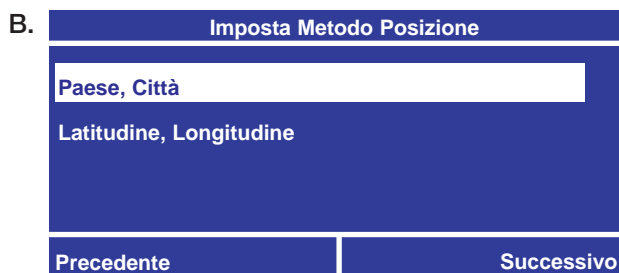 B.
Imposta Metodo Posizione
Paese, Città
Latitudine, Longitudine
Precedente Successivo